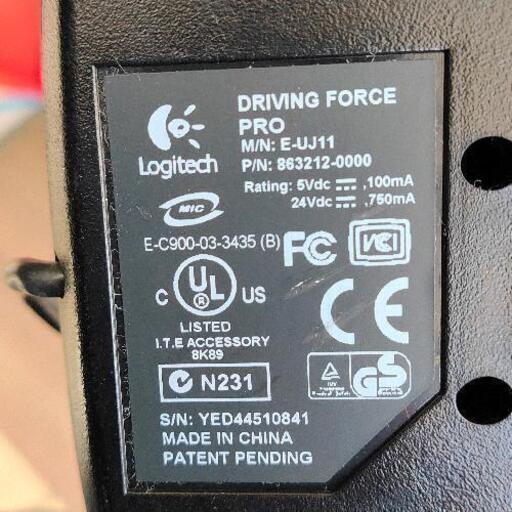 Logitech
DRIVING FORCE
PRO
M/N: E-UJ11
P/N: 863212-0000
Rating: 5Vdc ,100mA
24Vdc ,750mA
MIC
E-C900-03-3435 (B)
FC
VCI
C UL ® US
LISTED
I.T.E ACCESSORY
8K89
CE
N231
GS
S/N: YED44510841
MADE IN CHINA
PATENT PENDING